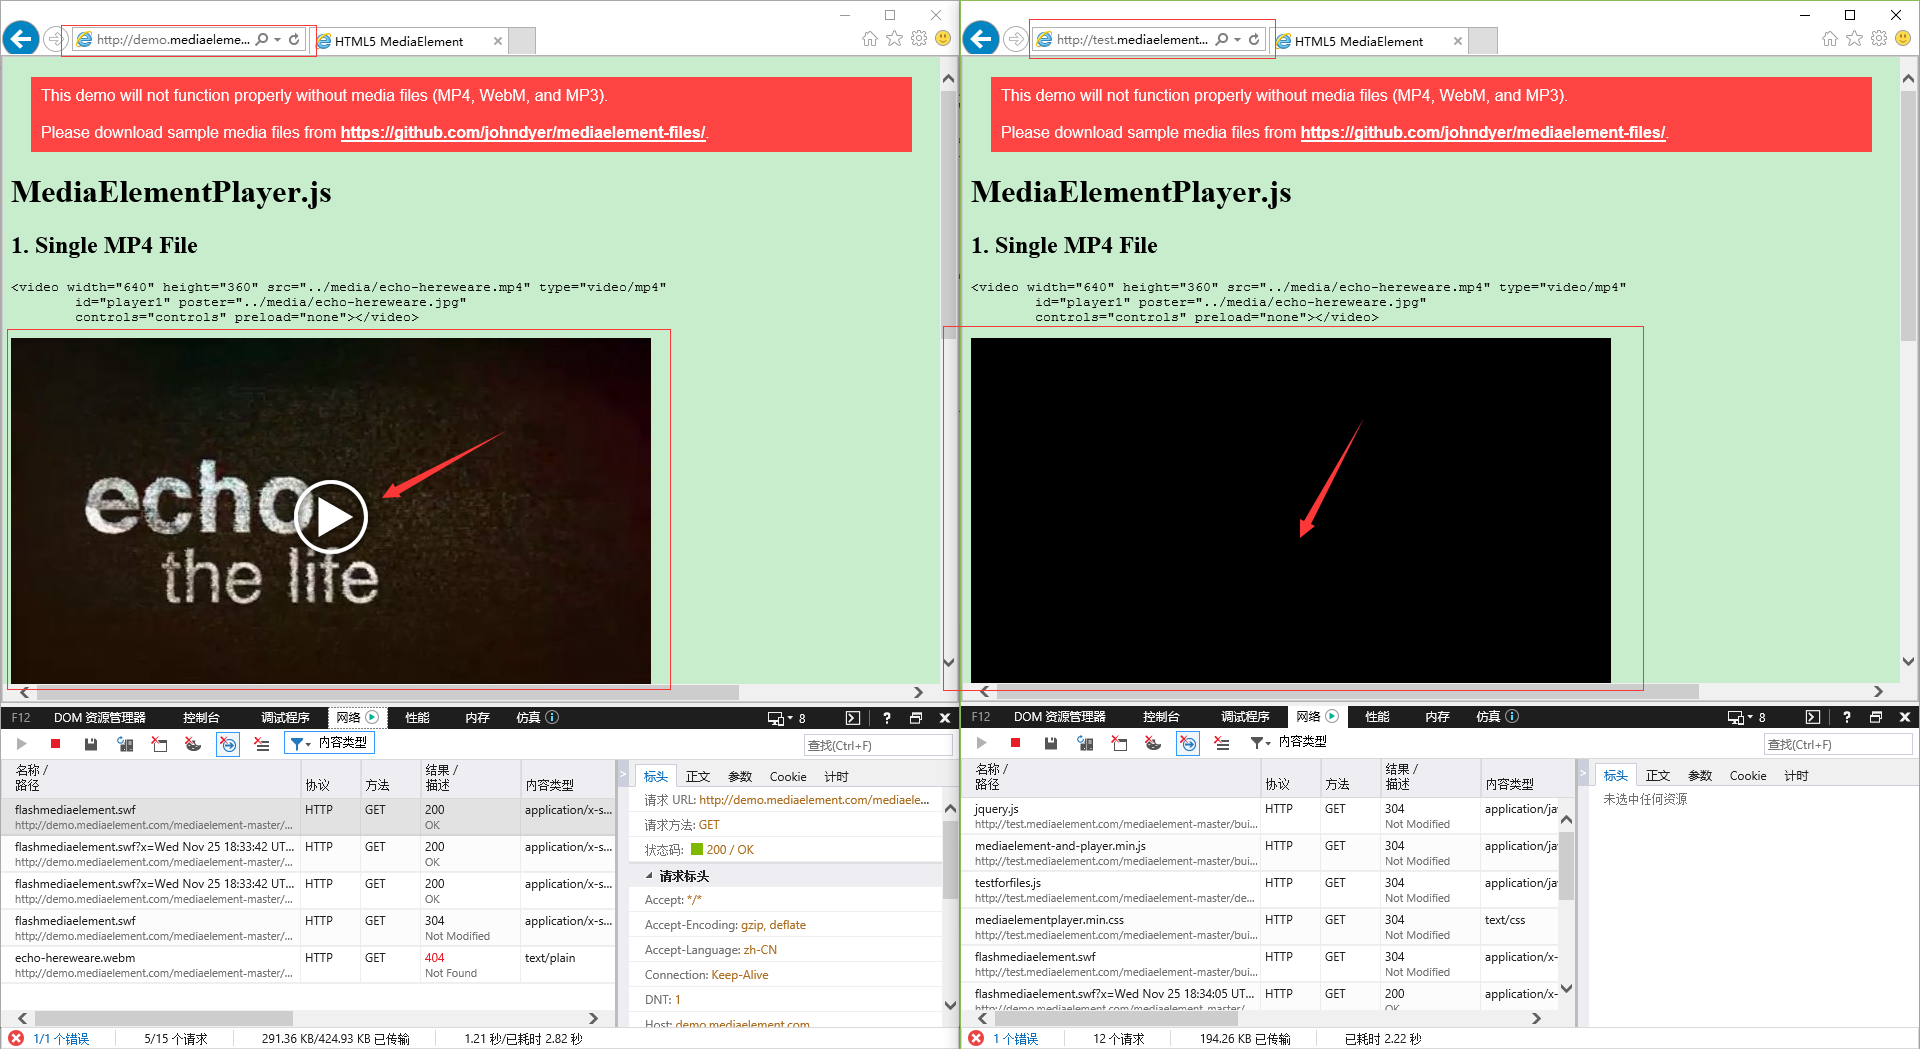 http://demo.mediaeleme...
HTML5 MediaElement
This demo will not function properly without media files (MP4, WebM, and MP3).
Please download sample media files from https://github.com/johndyer/mediaelement-files/.
MediaElementPlayer.js
1. Single MP4 File
<video width="640" height="360" src="../media/echo-hereweare.mp4" type="video/mp4"
id="player1" poster="../media/echo-hereweare.jpg"
controls="controls" preload="none"></video>
echo
the life
F12 DOM 资源管理器 控制台 调试程序 网络 性能 内存 仿真 8 ?
内容类型 查找(Ctrl+F)
名称 / 协议 方法 结果 / 内容类型
路径 描述
flashmediaelement.swf HTTP GET 200 application/x-s...
http://demo.mediaelement.com/mediaelement-master/... OK
flashmediaelement.swf?x=Wed Nov 25 18:33:42 UT... HTTP GET 200 application/x-s...
http://demo.mediaelement.com/mediaelement-master/... OK
flashmediaelement.swf?x=Wed Nov 25 18:33:42 UT... HTTP GET 200 application/x-s...
http://demo.mediaelement.com/mediaelement-master/... OK
flashmediaelement.swf HTTP GET 304 application/x-s...
http://demo.mediaelement.com/mediaelement-master/... Not Modified
echo-hereweare.webm HTTP GET 404 text/plain
http://demo.mediaelement.com/mediaelement-master/... Not Found
标头 正文 参数 Cookie 计时
请求 URL: http://demo.mediaelement.com/mediaele...
请求方法: GET
状态码: 200 / OK
请求标头
Accept: */*
Accept-Encoding: gzip, deflate
Accept-Language: zh-CN
Connection: Keep-Alive
DNT: 1
Host: demo.mediaelement.com
1/1 个错误 5/15 个请求 291.36 KB/424.93 KB 已传输 1.21 秒/已耗时 2.82 秒
http://test.mediaelement...
HTML5 MediaElement
This demo will not function properly without media files (MP4, WebM, and MP3).
Please download sample media files from https://github.com/johndyer/mediaelement-files/.
MediaElementPlayer.js
1. Single MP4 File
<video width="640" height="360" src="../media/echo-hereweare.mp4" type="video/mp4"
id="player1" poster="../media/echo-hereweare.jpg"
controls="controls" preload="none"></video>
F12 DOM 资源管理器 控制台 调试程序 网络 性能 内存 仿真 8 ?
内容类型 查找(Ctrl+F)
名称 / 协议 方法 结果 / 内容类型
路径 描述
jquery.js HTTP GET 304 application/ja
http://test.mediaelement.com/mediaelement-master/bui... Not Modified
mediaelement-and-player.min.js HTTP GET 304 application/ja
http://test.mediaelement.com/mediaelement-master/bui... Not Modified
testforfiles.js HTTP GET 304 application/ja
http://test.mediaelement.com/mediaelement-master/de... Not Modified
mediaelementplayer.min.css HTTP GET 304 text/css
http://test.mediaelement.com/mediaelement-master/bui... Not Modified
flashmediaelement.swf HTTP GET 304 application/x-
http://test.mediaelement.com/mediaelement-master/bui... Not Modified
flashmediaelement.swf?x=Wed Nov 25 18:34:05 UT... HTTP GET 200 application/x-
http://test.mediaelement.com/mediaelement-master/bui... OK
标头 正文 参数 Cookie 计时
未选中任何资源
1 个错误 12 个请求 194.26 KB 已传输 已耗时 2.22 秒